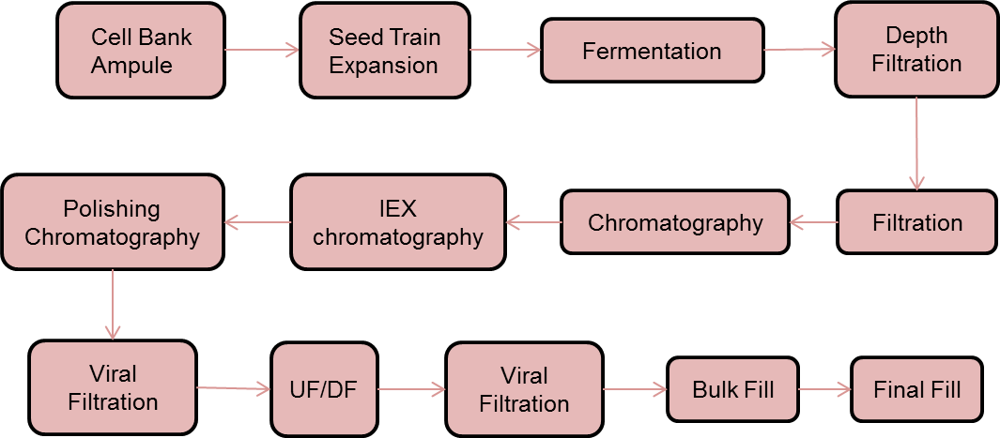 Cell Bank
Ampule
Seed Train
Expansion
Fermentation
Depth
Filtration
Polishing
Chromatography
IEX
chromatography
Chromatography
Filtration
Viral
Filtration
UF/DF
Viral
Filtration
Bulk Fill
Final Fill